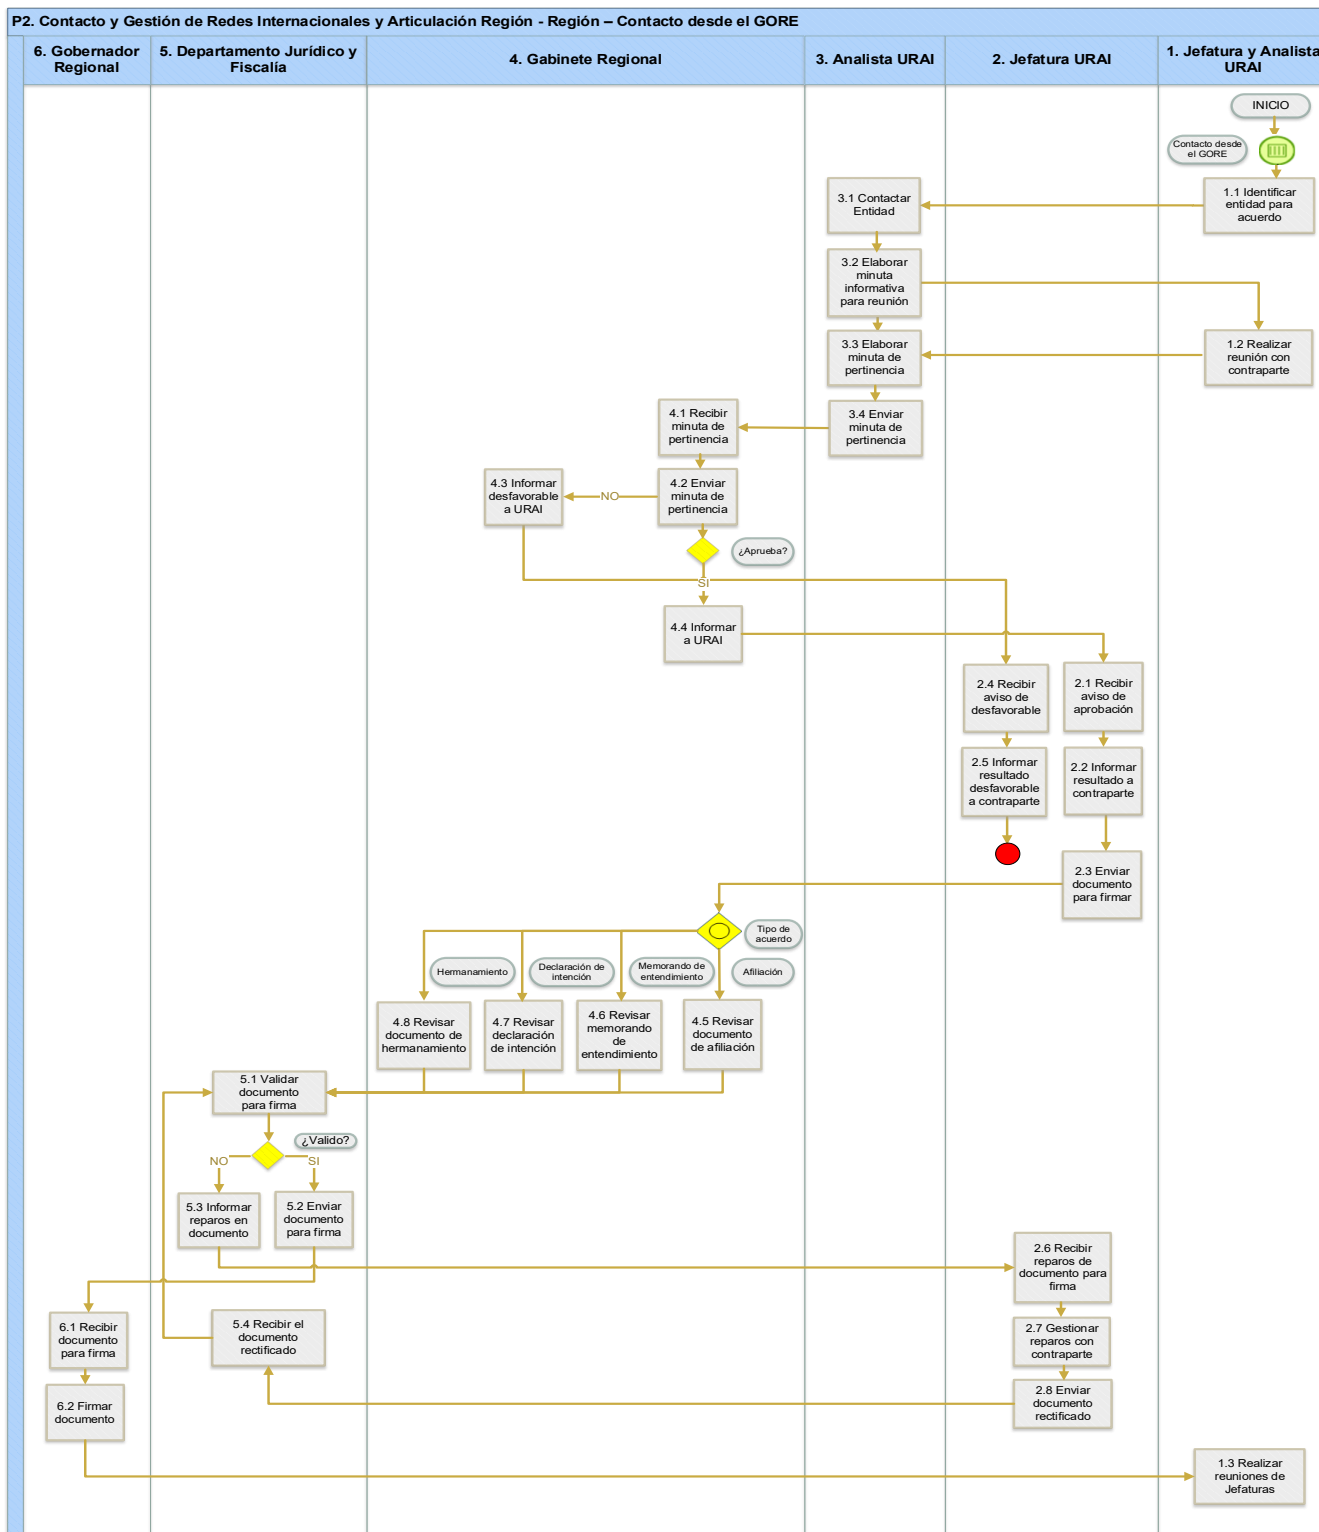 P2. Contacto y Gestión de Redes Internacionales y Articulación Región - Región – Contacto desde el GORE
6. Gobernador
Regional
5. Departamento Jurídico y
Fiscalía
4. Gabinete Regional
3. Analista URAI
2. Jefatura URAI
1. Jefatura y Analista
URAI
INICIO
Contacto desde
el GORE
1.1 Identificar
entidad para
acuerdo
3.1 Contactar
Entidad
3.2 Elaborar
minuta
informativa
para reunión
1.2 Realizar
reunión con
contraparte
3.3 Elaborar
minuta de
pertinencia
3.4 Enviar
minuta de
pertinencia
4.1 Recibir
minuta de
pertinencia
4.2 Enviar
minuta de
pertinencia
NO
4.3 Informar
desfavorable
a URAI
¿Aprueba?
SI
4.4 Informar
a URAI
2.4 Recibir
aviso de
desfavorable
2.1 Recibir
aviso de
aprobación
2.5 Informar
resultado
desfavorable
a contraparte
2.2 Informar
resultado a
contraparte
2.3 Enviar
documento
para firmar
Tipo de
acuerdo
Hermanamiento
Declaración de
intención
Memorando de
entendimiento
Afiliación
4.8 Revisar
documento de
hermanamiento
4.7 Revisar
declaración
de intención
4.6 Revisar
memorando
de
entendimiento
4.5 Revisar
documento
de afiliación
5.1 Validar
documento
para firma
¿Valido?
NO
SI
5.3 Informar
reparos en
documento
5.2 Enviar
documento
para firma
2.6 Recibir
reparos de
documento para
firma
6.1 Recibir
documento
para firma
5.4 Recibir el
documento
rectificado
2.7 Gestionar
reparos con
contraparte
6.2 Firmar
documento
2.8 Enviar
documento
rectificado
1.3 Realizar
reuniones de
Jefaturas